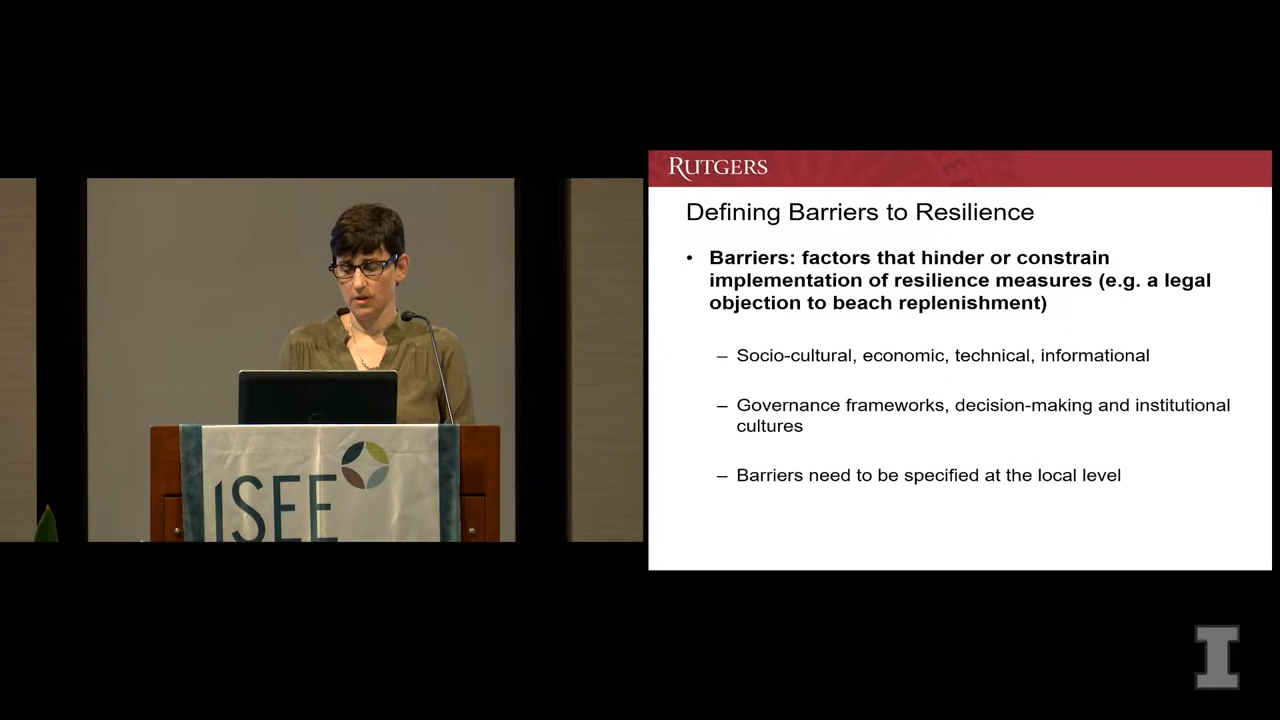 RUTGERS
Defining Barriers to Resilience
• Barriers: factors that hinder or constrain
implementation of resilience measures (e.g. a legal
objection to beach replenishment)
– Socio-cultural, economic, technical, informational
– Governance frameworks, decision-making and institutional
cultures
– Barriers need to be specified at the local level
ISEE
I